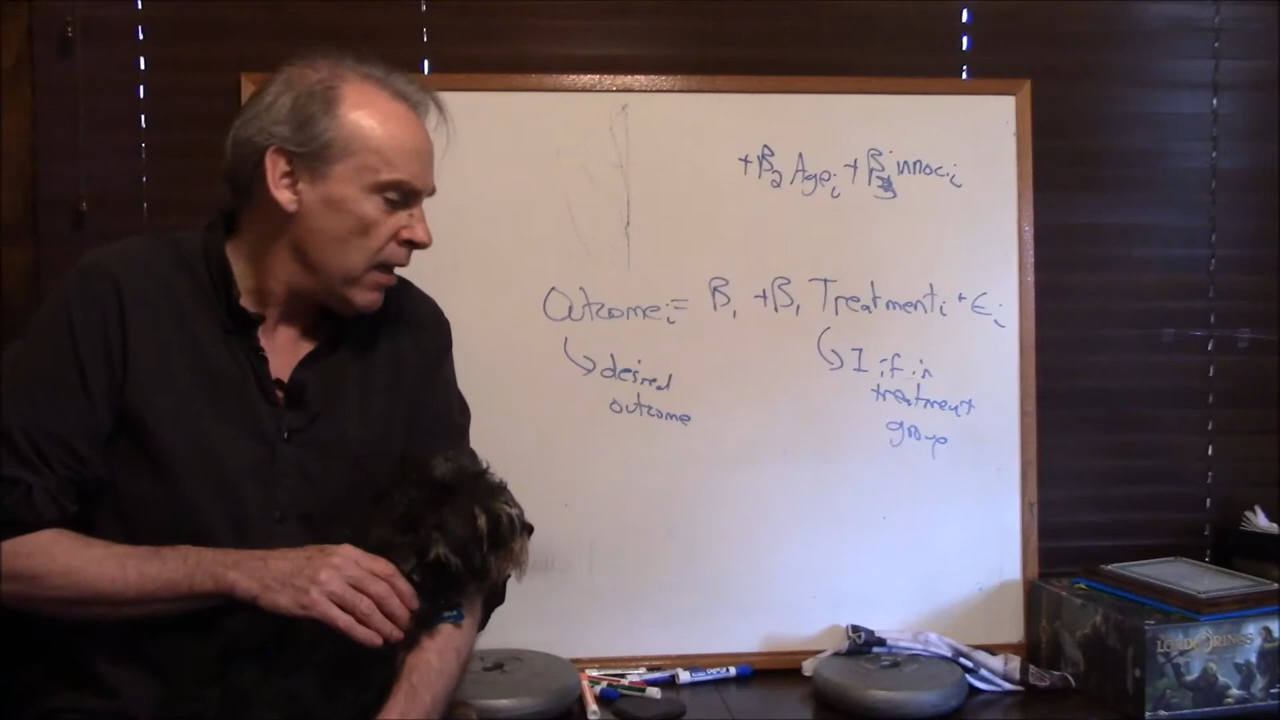 +β₂ Ageᵢ + β₃ innocᵢ
Outcomeᵢ = β₁ + β₁ Treatmentᵢ + ϵᵢ
desired
outcome
1 if in
treatment
group
EXPO
LORD OF THE RINGS